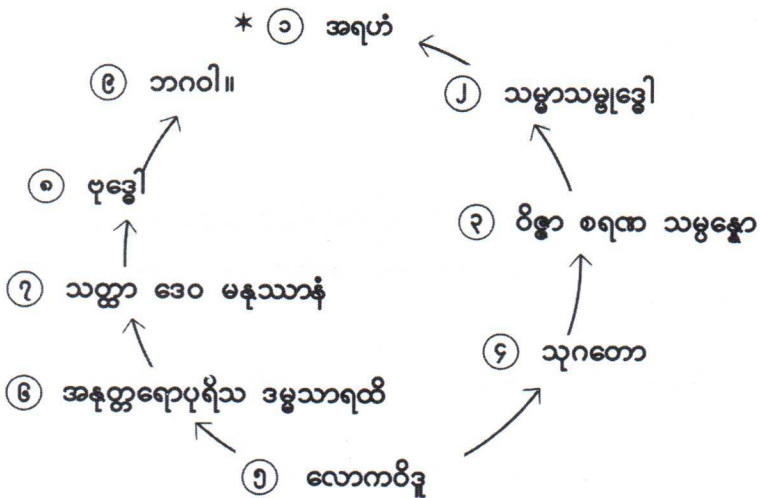 * ၁ အရဟံ
၂ သမ္မာသမ္ဗုဒ္ဓေါ
၃ ဝိဇ္ဇာ စရဏ သမ္ပန္နော
၄ သုဂတော
၅ လောကဝိဒူ
၆ အနုတ္တရောပုရိသ ဒမ္မသာရထိ
၇ သတ္ထာ ဒေဝ မနုဿာနံ
၈ ဗုဒ္ဓေါ
၉ ဘဂဝါ။